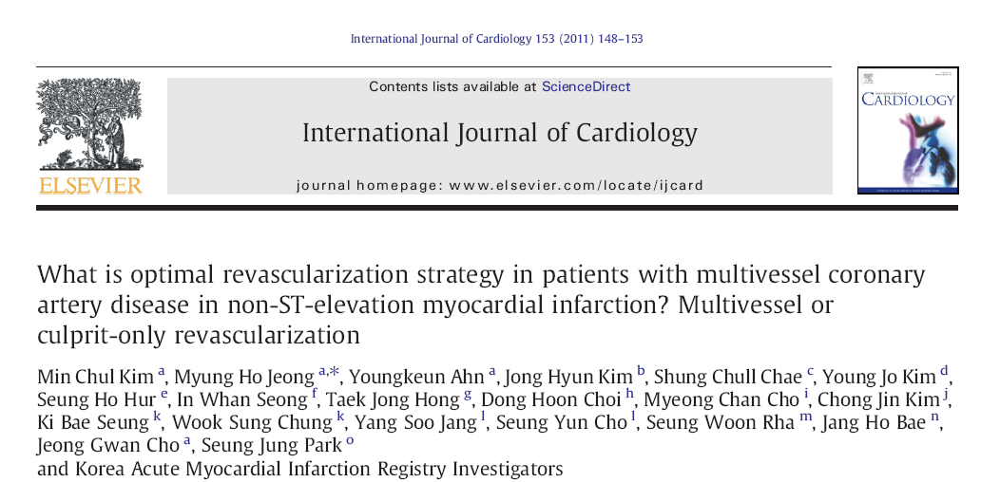 International Journal of Cardiology 153 (2011) 148–153
Contents lists available at ScienceDirect
International Journal of Cardiology
journal homepage: www.elsevier.com/locate/ijcard
ELSEVIER
CARDIOLOGY
What is optimal revascularization strategy in patients with multivessel coronary
artery disease in non-ST-elevation myocardial infarction? Multivessel or
culprit-only revascularization
Min Chul Kim a, Myung Ho Jeong a,*, Youngkeun Ahn a, Jong Hyun Kim b, Shung Chull Chae c, Young Jo Kim d,
Seung Ho Hur e, In Whan Seong f, Taek Jong Hong g, Dong Hoon Choi h, Myeong Chan Cho i, Chong Jin Kim j,
Ki Bae Seung k, Wook Sung Chung k, Yang Soo Jang l, Seung Yun Cho l, Seung Woon Rha m, Jang Ho Bae n,
Jeong Gwan Cho a, Seung Jung Park o
and Korea Acute Myocardial Infarction Registry Investigators